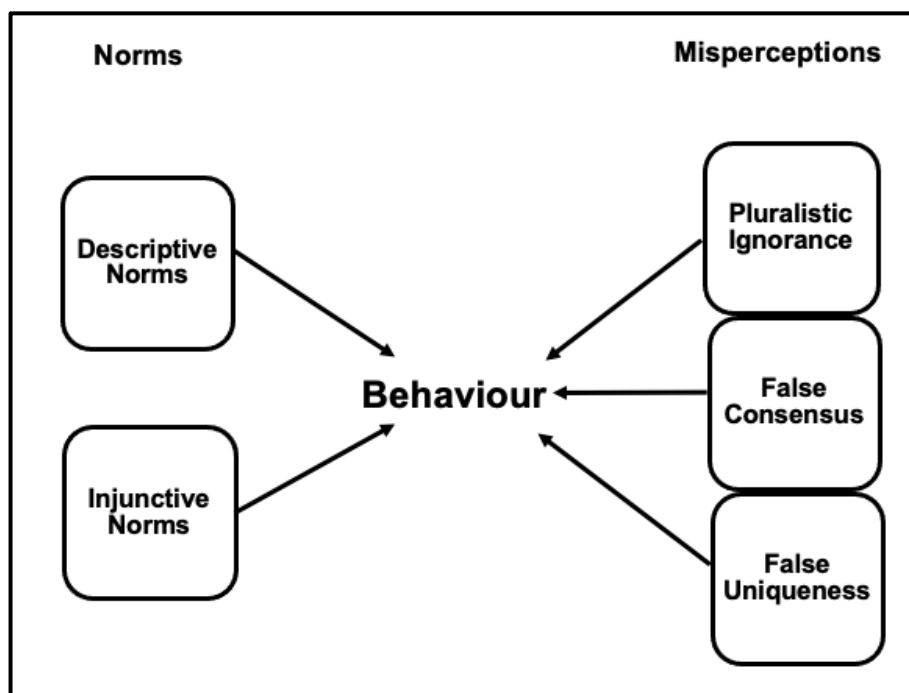 Norms
Misperceptions
Descriptive
Norms
Injunctive
Norms
Behaviour
Pluralistic
Ignorance
False
Consensus
False
Uniqueness